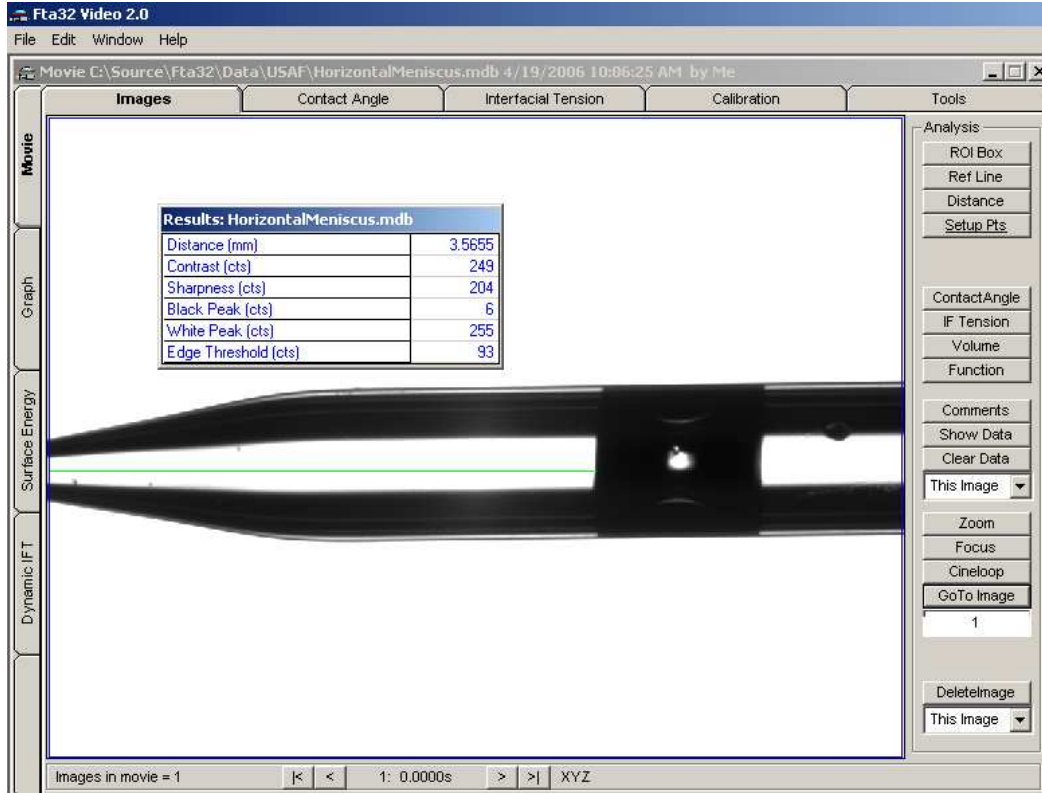 Fta32 Video 2.0
File Edit Window Help
Movie C:\Source\Fta32\Data\USAF\HorizontalMeniscus.mdb 4/19/2006 10:06:25 AM by Me
Images Contact Angle Interfacial Tension Calibration Tools
Movie
Graph
Surface Energy
Dynamic IFT
Results: HorizontalMeniscus.mdb
Distance (mm) 3.5655
Contrast (cts) 249
Sharpness (cts) 204
Black Peak (cts) 6
White Peak (cts) 255
Edge Threshold (cts) 93
Analysis
ROI Box
Ref Line
Distance
Setup Pts
ContactAngle
IF Tension
Volume
Function
Comments
Show Data
Clear Data
This Image
Zoom
Focus
Cineloop
GoTo Image
1
DeleteImage
This Image
Images in movie = 1 |< < 1: 0.0000s > >| XYZ